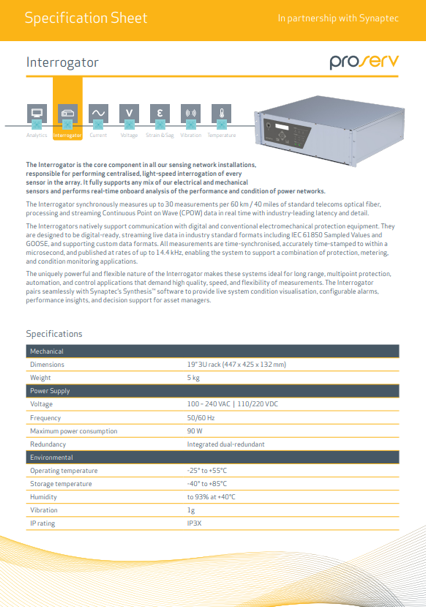 Specification Sheet
In partnership with Synaptec
Interrogator
proserv
V
ε
Analytics
Interrogator
Current
Voltage
Strain & Sag
Vibration
Temperature
The Interrogator is the core component in all our sensing network installations,
responsible for performing centralised, light-speed interrogation of every
sensor in the array. It fully supports any mix of our electrical and mechanical
sensors and performs real-time onboard analysis of the performance and condition of power networks.
The Interrogator synchronously measures up to 30 measurements per 60 km / 40 miles of standard telecoms optical fiber,
processing and streaming Continuous Point on Wave (CPOW) data in real time with industry-leading latency and detail.
The Interrogators natively support communication with digital and conventional electromechanical protection equipment. They
are designed to be digital-ready, streaming live data in industry standard formats including IEC 61850 Sampled Values and
GOOSE, and supporting custom data formats. All measurements are time-synchronised, accurately time-stamped to within a
microsecond, and published at rates of up to 14.4 kHz, enabling the system to support a combination of protection, metering,
and condition monitoring applications.
The uniquely powerful and flexible nature of the Interrogator makes these systems ideal for long range, multipoint protection,
automation, and control applications that demand high quality, speed, and flexibility of measurements. The Interrogator
pairs seamlessly with Synaptec's Synthesis™ software to provide live system condition visualisation, configurable alarms,
performance insights, and decision support for asset managers.
Specifications
Mechanical
Dimensions 19" 3U rack (447 x 425 x 132 mm)
Weight 5 kg
Power Supply
Voltage 100 – 240 VAC | 110/220 VDC
Frequency 50/60 Hz
Maximum power consumption 90 W
Redundancy Integrated dual-redundant
Environmental
Operating temperature -25° to +55°C
Storage temperature -40° to +85°C
Humidity to 93% at +40°C
Vibration 1g
IP rating IP3X